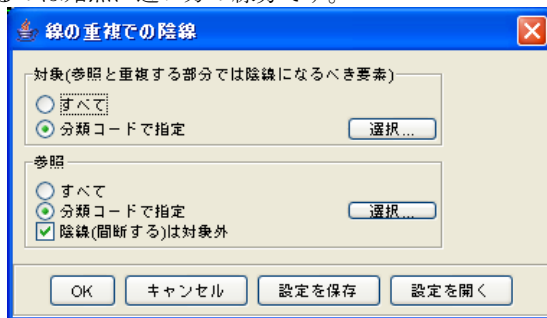 線の重複での陰線
対象(参照と重複する部分では陰線になるべき要素)
すべて
分類コードで指定
選択...
参照
すべて
分類コードで指定
選択...
陰線(間断する)は対象外
OK
キャンセル
設定を保存
設定を開く